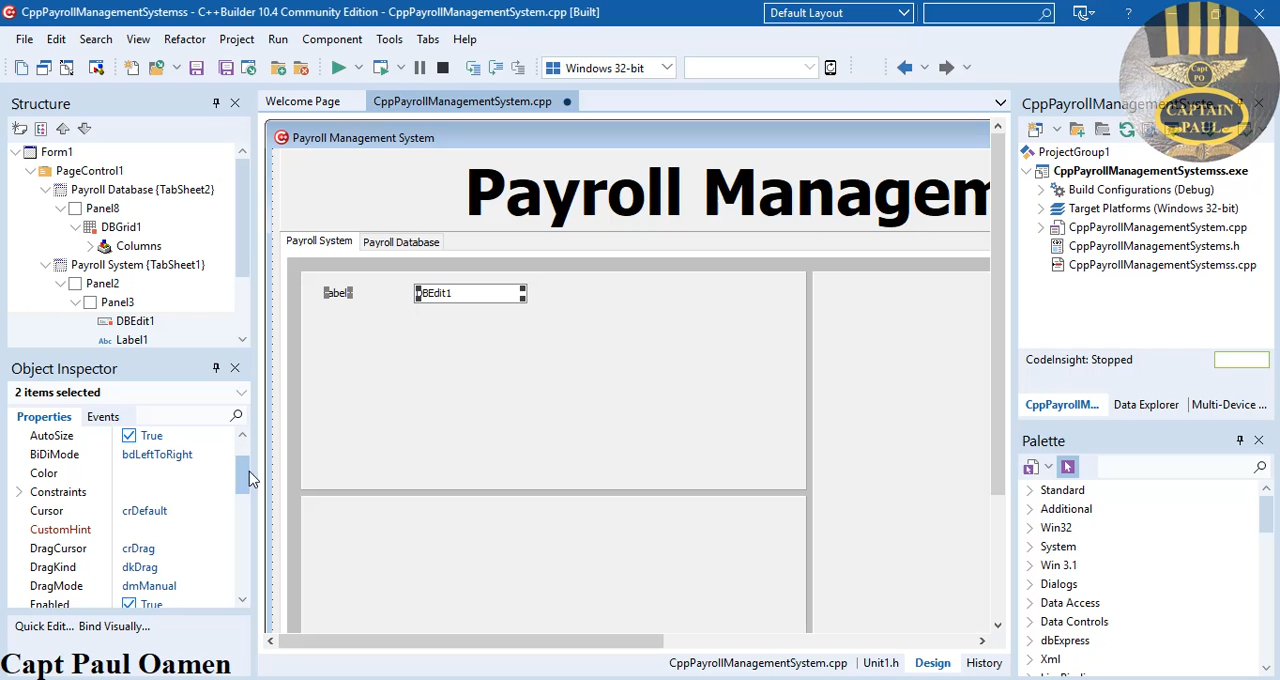 CppPayrollManagementSystemss - C++Builder 10.4 Community Edition - CppPayrollManagementSystem.cpp [Built]
Default Layout
?
File Edit Search View Refactor Project Run Component Tools Tabs Help
Windows 32-bit
Structure
Form1
PageControl1
Payroll Database {TabSheet2}
Panel8
DBGrid1
Columns
Payroll System {TabSheet1}
Panel2
Panel3
DBEdit1
Label1
Object Inspector
2 items selected
Properties Events
AutoSize True
BiDiMode bdLeftToRight
Color
Constraints
Cursor crDefault
CustomHint
DragCursor crDrag
DragKind dkDrag
DragMode dmManual
Enabled True
Quick Edit... Bind Visually...
Capt Paul Oamen
Welcome Page CppPayrollManagementSystem.cpp
Payroll Management System
Payroll Managem
Payroll System Payroll Database
DBEdit1
CppPayrollManagementSystem.cpp Unit1.h Design History
Capt
PO
CAPTAIN
PAUL
ProjectGroup1
CppPayrollManagementSystemss.exe
Build Configurations (Debug)
Target Platforms (Windows 32-bit)
CppPayrollManagementSystem.cpp
CppPayrollManagementSystems.h
CppPayrollManagementSystemss.cpp
CodeInsight: Stopped
CppPayrollM... Data Explorer Multi-Device ...
Palette
Standard
Additional
Win32
System
Win 3.1
Dialogs
Data Access
Data Controls
dbExpress
Xml